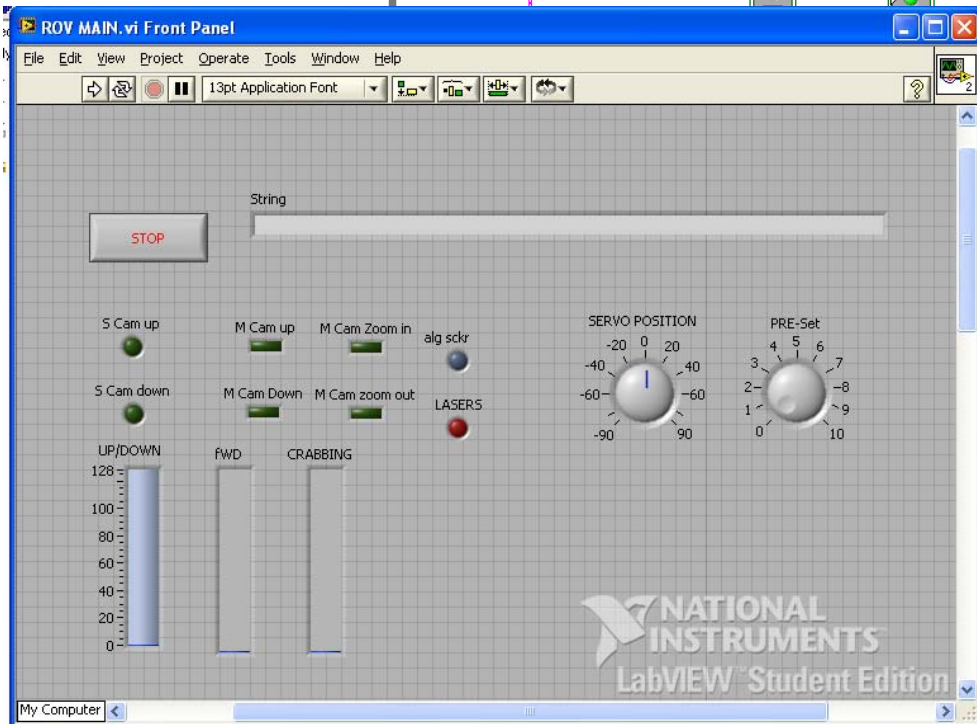 ROV MAIN.vi Front Panel
File Edit View Project Operate Tools Window Help
13pt Application Font
2
String
STOP
S Cam up
M Cam up
M Cam Zoom in
alg sckr
S Cam down
M Cam Down
M Cam zoom out
LASERS
SERVO POSITION
-20 0 20
-40 40
-60 60
-90 90
PRE-Set
4 5 6
3 7
2 8
1 9
0 10
UP/DOWN
128
100
80
60
40
20
0
fWD
CRABBING
NATIONAL
INSTRUMENTS
LabVIEW™ Student Edition
My Computer